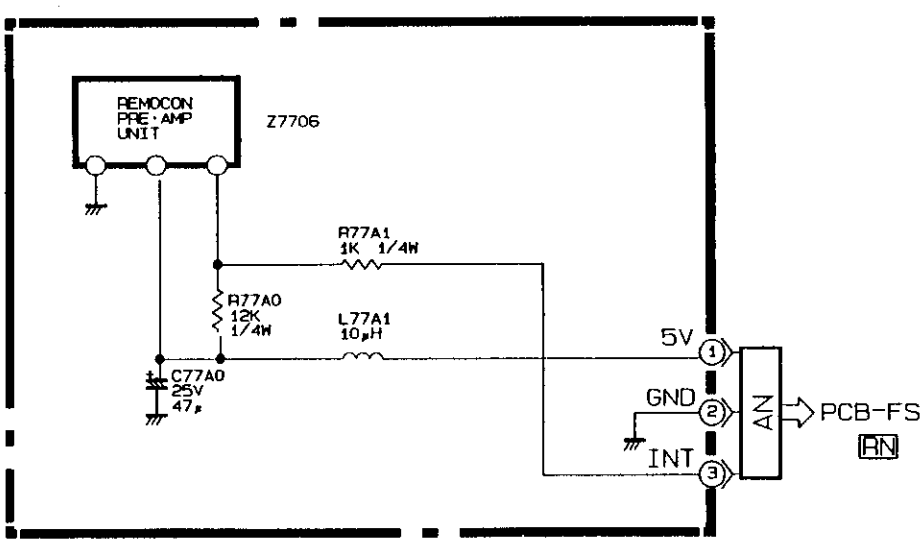 REMOCON
PRE·AMP
UNIT
Z7706
R77A1
1K 1/4W
R77A0
12K
1/4W
L77A1
10μH
5V
1
+
C77A0
25V
47μ
GND
2
AN
PCB-FS
RN
INT
3